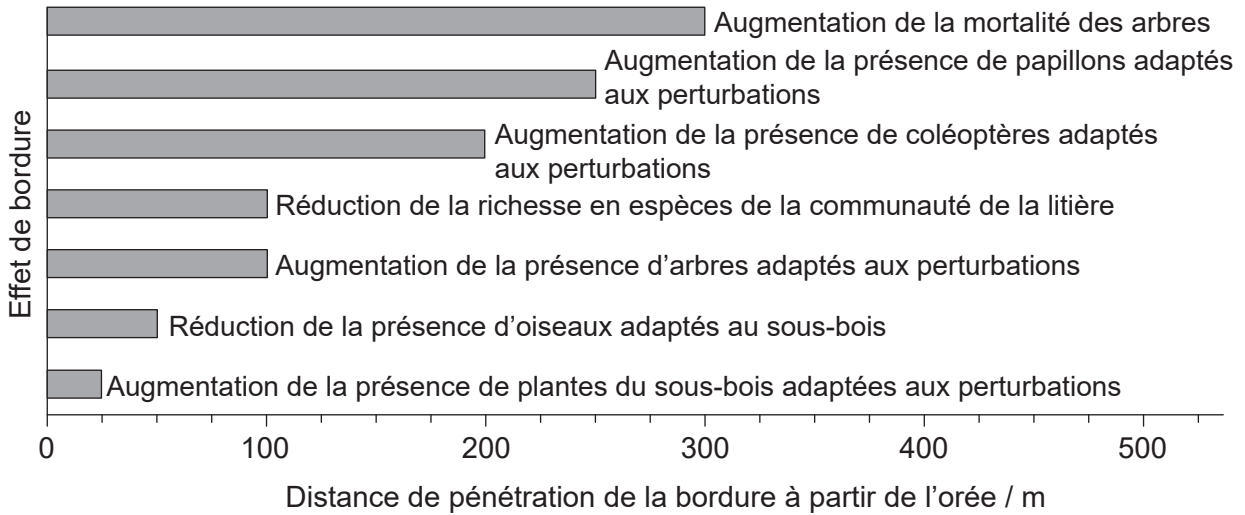 Augmentation de la mortalité des arbres
Augmentation de la présence de papillons adaptés
aux perturbations
Augmentation de la présence de coléoptères adaptés
aux perturbations
Réduction de la richesse en espèces de la communauté de la litière
Augmentation de la présence d’arbres adaptés aux perturbations
Réduction de la présence d’oiseaux adaptés au sous-bois
Augmentation de la présence de plantes du sous-bois adaptées aux perturbations
Effet de bordure
0 100 200 300 400 500
Distance de pénétration de la bordure à partir de l’orée / m